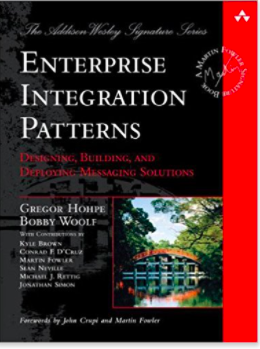 The Addison Wesley Signature Series
ENTERPRISE
INTEGRATION
PATTERNS
DESIGNING, BUILDING, AND
DEPLOYING MESSAGING SOLUTIONS
GREGOR HOHPE
BOBBY WOOLF
WITH CONTRIBUTIONS BY
KYLE BROWN
CONRAD F. D'CRUZ
MARTIN FOWLER
SEAN NEVILLE
MICHAEL J. RETTIG
JONATHAN SIMON
Forewords by John Crupi and Martin Fowler
A MARTIN FOWLER SIGNATURE BOOK